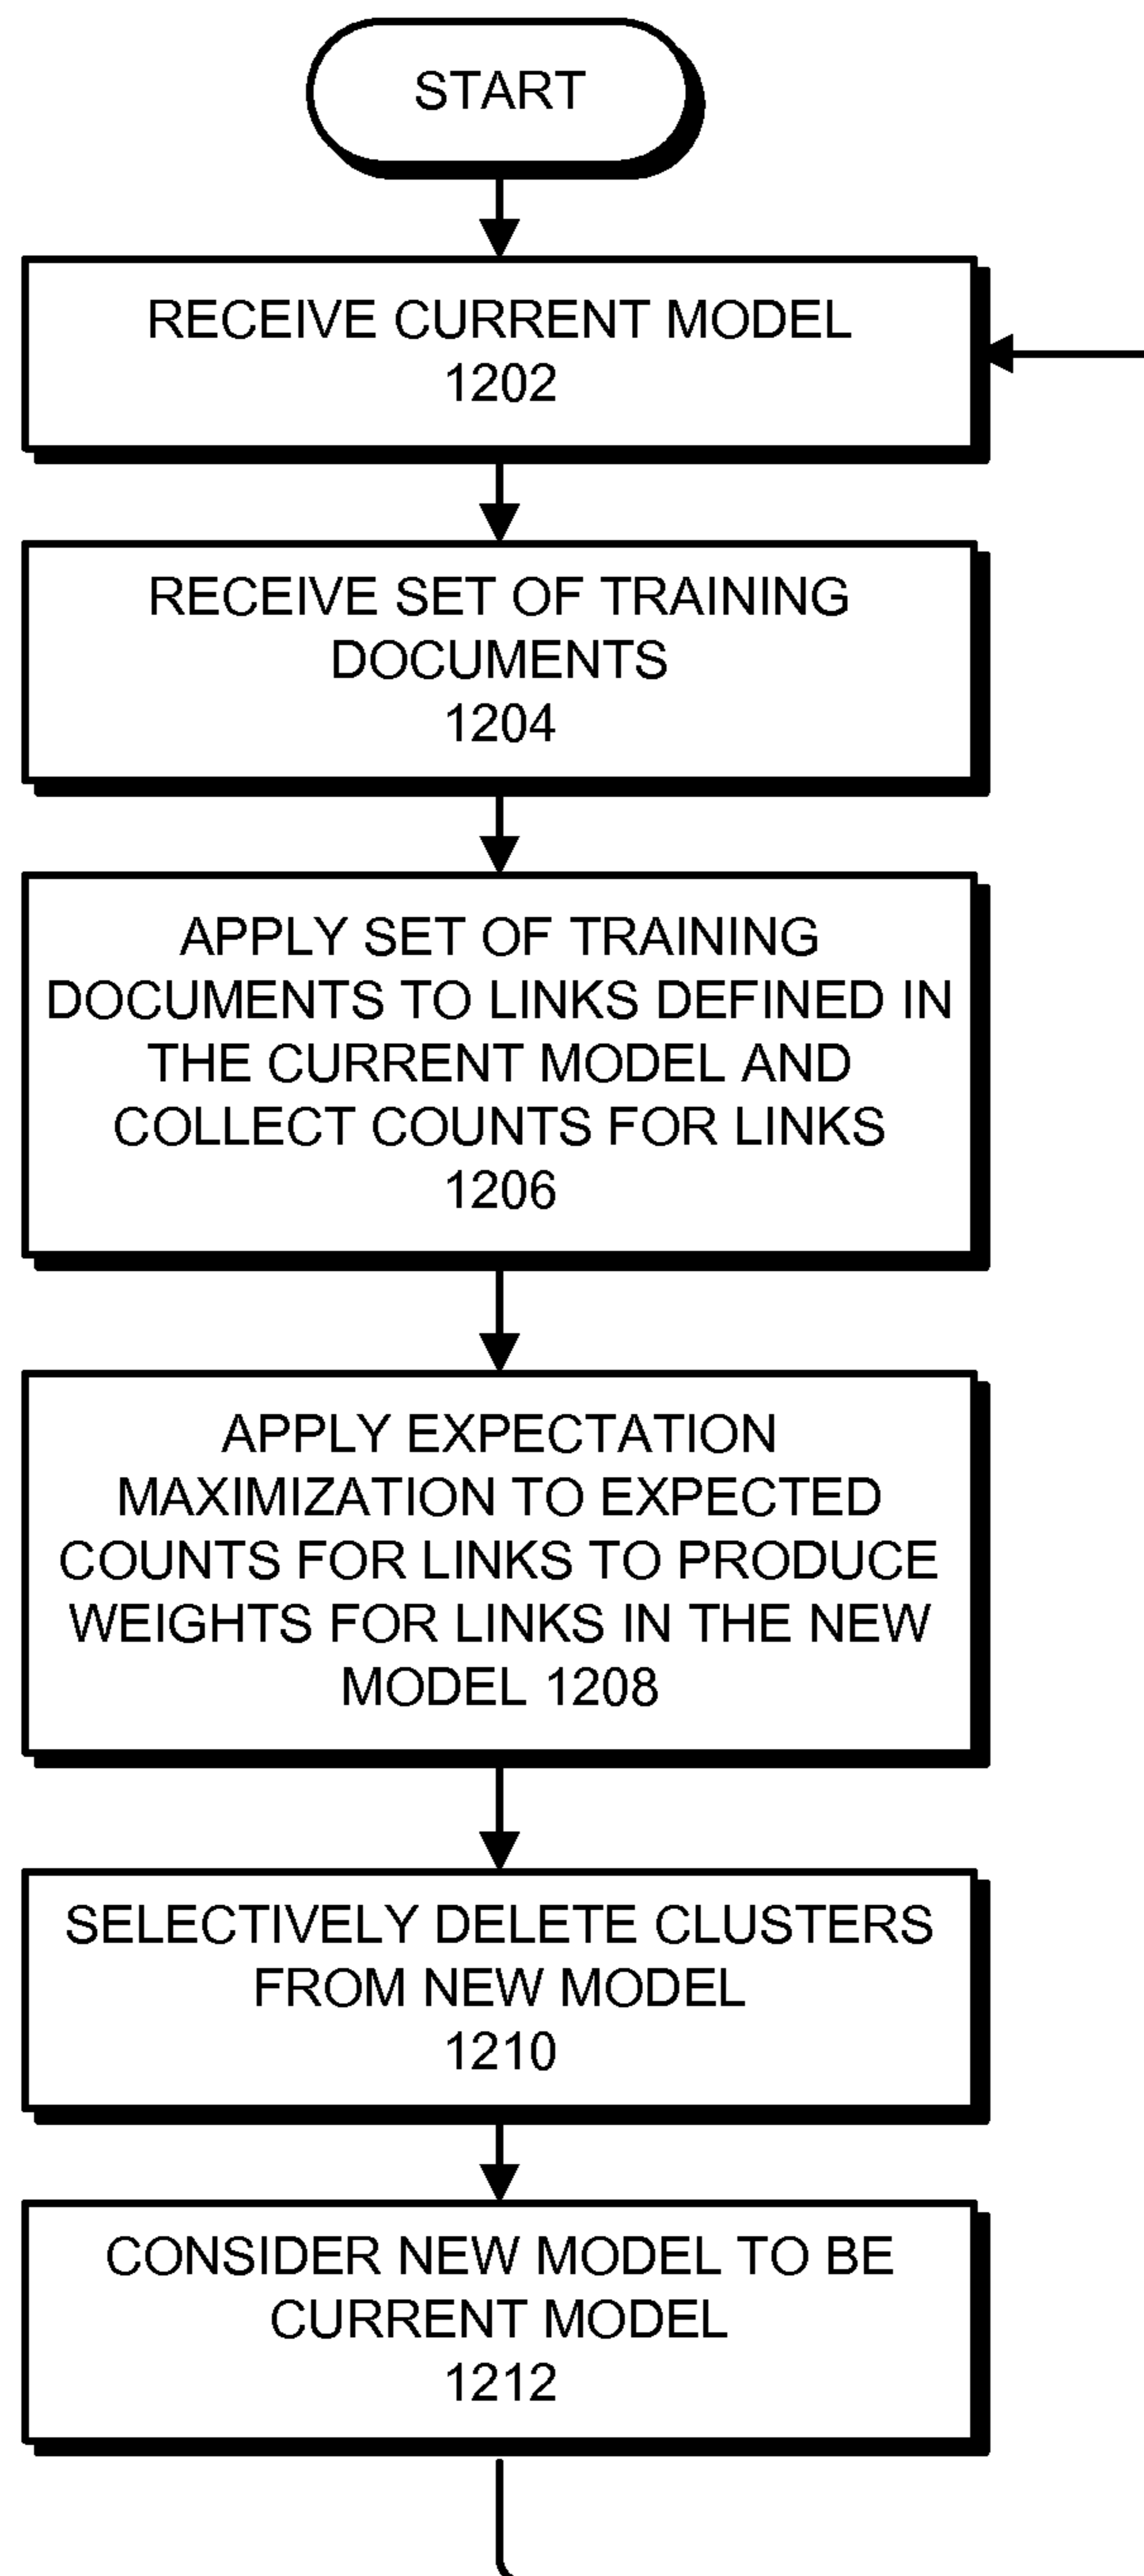 START
RECEIVE CURRENT MODEL
1202
RECEIVE SET OF TRAINING
DOCUMENTS
1204
APPLY SET OF TRAINING
DOCUMENTS TO LINKS DEFINED IN
THE CURRENT MODEL AND
COLLECT COUNTS FOR LINKS
1206
APPLY EXPECTATION
MAXIMIZATION TO EXPECTED
COUNTS FOR LINKS TO PRODUCE
WEIGHTS FOR LINKS IN THE NEW
MODEL 1208
SELECTIVELY DELETE CLUSTERS
FROM NEW MODEL
1210
CONSIDER NEW MODEL TO BE
CURRENT MODEL
1212